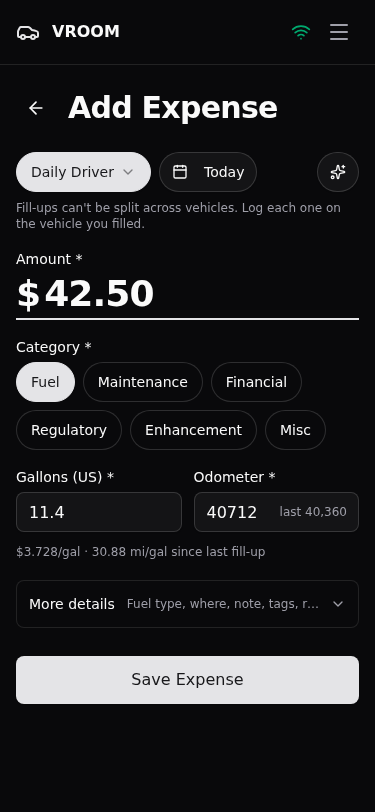 VROOM
Add Expense
Daily Driver
Today
Fill-ups can't be split across vehicles. Log each one on
the vehicle you filled.
Amount *
$ 42.50
Category *
Fuel
Maintenance
Financial
Regulatory
Enhancement
Misc
Gallons (US) *
Odometer *
11.4
40712
last 40,360
$3.728/gal · 30.88 mi/gal since last fill-up
More details
Fuel type, where, note, tags, r...
Save Expense